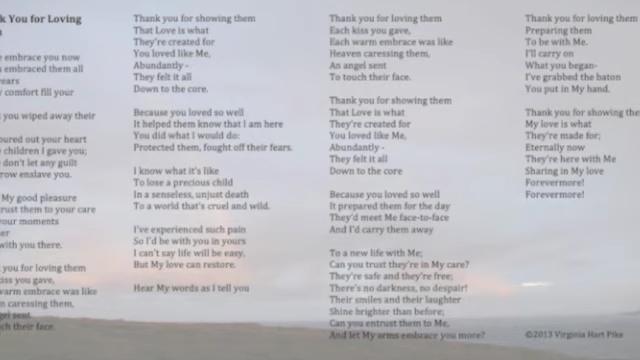 k You for Loving
e embrace you now
embraced them all
ears
comfort fill your
you wiped away their
oured out your heart
children I gave you;
don't let any guilt
row enslave you.
My good pleasure
trust them to your care
our moments
er
with you there.
you for loving them
kiss you gave,
warm embrace was like
n caressing them,
gel sent
ch their face.
Thank you for showing them
That Love is what
They're created for
You loved like Me,
Abundantly -
They felt it all
Down to the core.
Because you loved so well
It helped them know that I am here
You did what I would do:
Protected them, fought off their fears.
I know what it's like
To lose a precious child
In a senseless, unjust death
To a world that's cruel and wild.
I've experienced such pain
So I'd be with you in yours
I can't say life will be easy,
But My love can restore.
Hear My words as I tell you
Thank you for loving them
Each kiss you gave,
Each warm embrace was like
Heaven caressing them,
An angel sent
To touch their face.
Thank you for showing them
That Love is what
They're created for
You loved like Me,
Abundantly -
They felt it all
Down to the core
Because you loved so well
It prepared them for the day
They'd meet Me face-to-face
And I'd carry them away
To a new life with Me;
Can you trust they're in My care?
They're safe and they're free;
There's no darkness, no despair!
Their smiles and their laughter
Shine brighter than before;
Can you entrust them to Me,
And let My arms embrace you more?
Thank you for loving them
Preparing them
To be with Me.
I'll carry on
What you began-
I've grabbed the baton
You put in My hand.
Thank you for showing the
My love is what
They're made for;
Eternally now
They're here with Me
Sharing in My love
Forevermore!
Forevermore!
©2013 Virginia Hart Pike